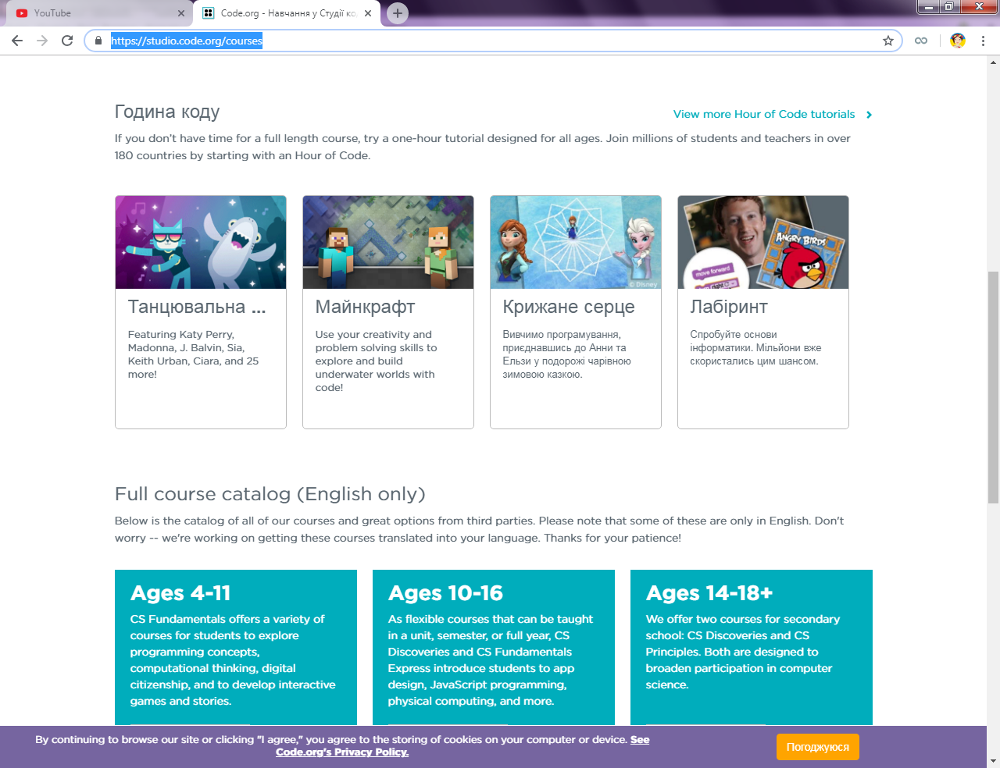 YouTube
Code.org - Навчання у Студії ко
https://studio.code.org/courses
Година коду
View more Hour of Code tutorials
If you don't have time for a full length course, try a one-hour tutorial designed for all ages. Join millions of students and teachers in over
180 countries by starting with an Hour of Code.
ANGRY BIRDS
move forward
right
© Disney
Танцювальна ...
Майнкрафт
Крижане серце
Лабіринт
Featuring Katy Perry,
Madonna, J. Balvin, Sia,
Keith Urban, Ciara, and 25
more!
Use your creativity and
problem solving skills to
explore and build
underwater worlds with
code!
Вивчимо програмування,
приєднавшись до Анни та
Ельзи у подорожі чарівною
зимовою казкою.
Спробуйте основи
інформатики. Мільйони вже
скористались цим шансом.
Full course catalog (English only)
Below is the catalog of all of our courses and great options from third parties. Please note that some of these are only in English. Don't
worry -- we're working on getting these courses translated into your language. Thanks for your patience!
Ages 4-11
CS Fundamentals offers a variety of
courses for students to explore
programming concepts,
computational thinking, digital
citizenship, and to develop interactive
games and stories.
Ages 10-16
As flexible courses that can be taught
in a unit, semester, or full year, CS
Discoveries and CS Fundamentals
Express introduce students to app
design, JavaScript programming,
physical computing, and more.
Ages 14-18+
We offer two courses for secondary
school: CS Discoveries and CS
Principles. Both are designed to
broaden participation in computer
science.
By continuing to browse our site or clicking "I agree," you agree to the storing of cookies on your computer or device. See
Code.org's Privacy Policy.
Погоджуюся